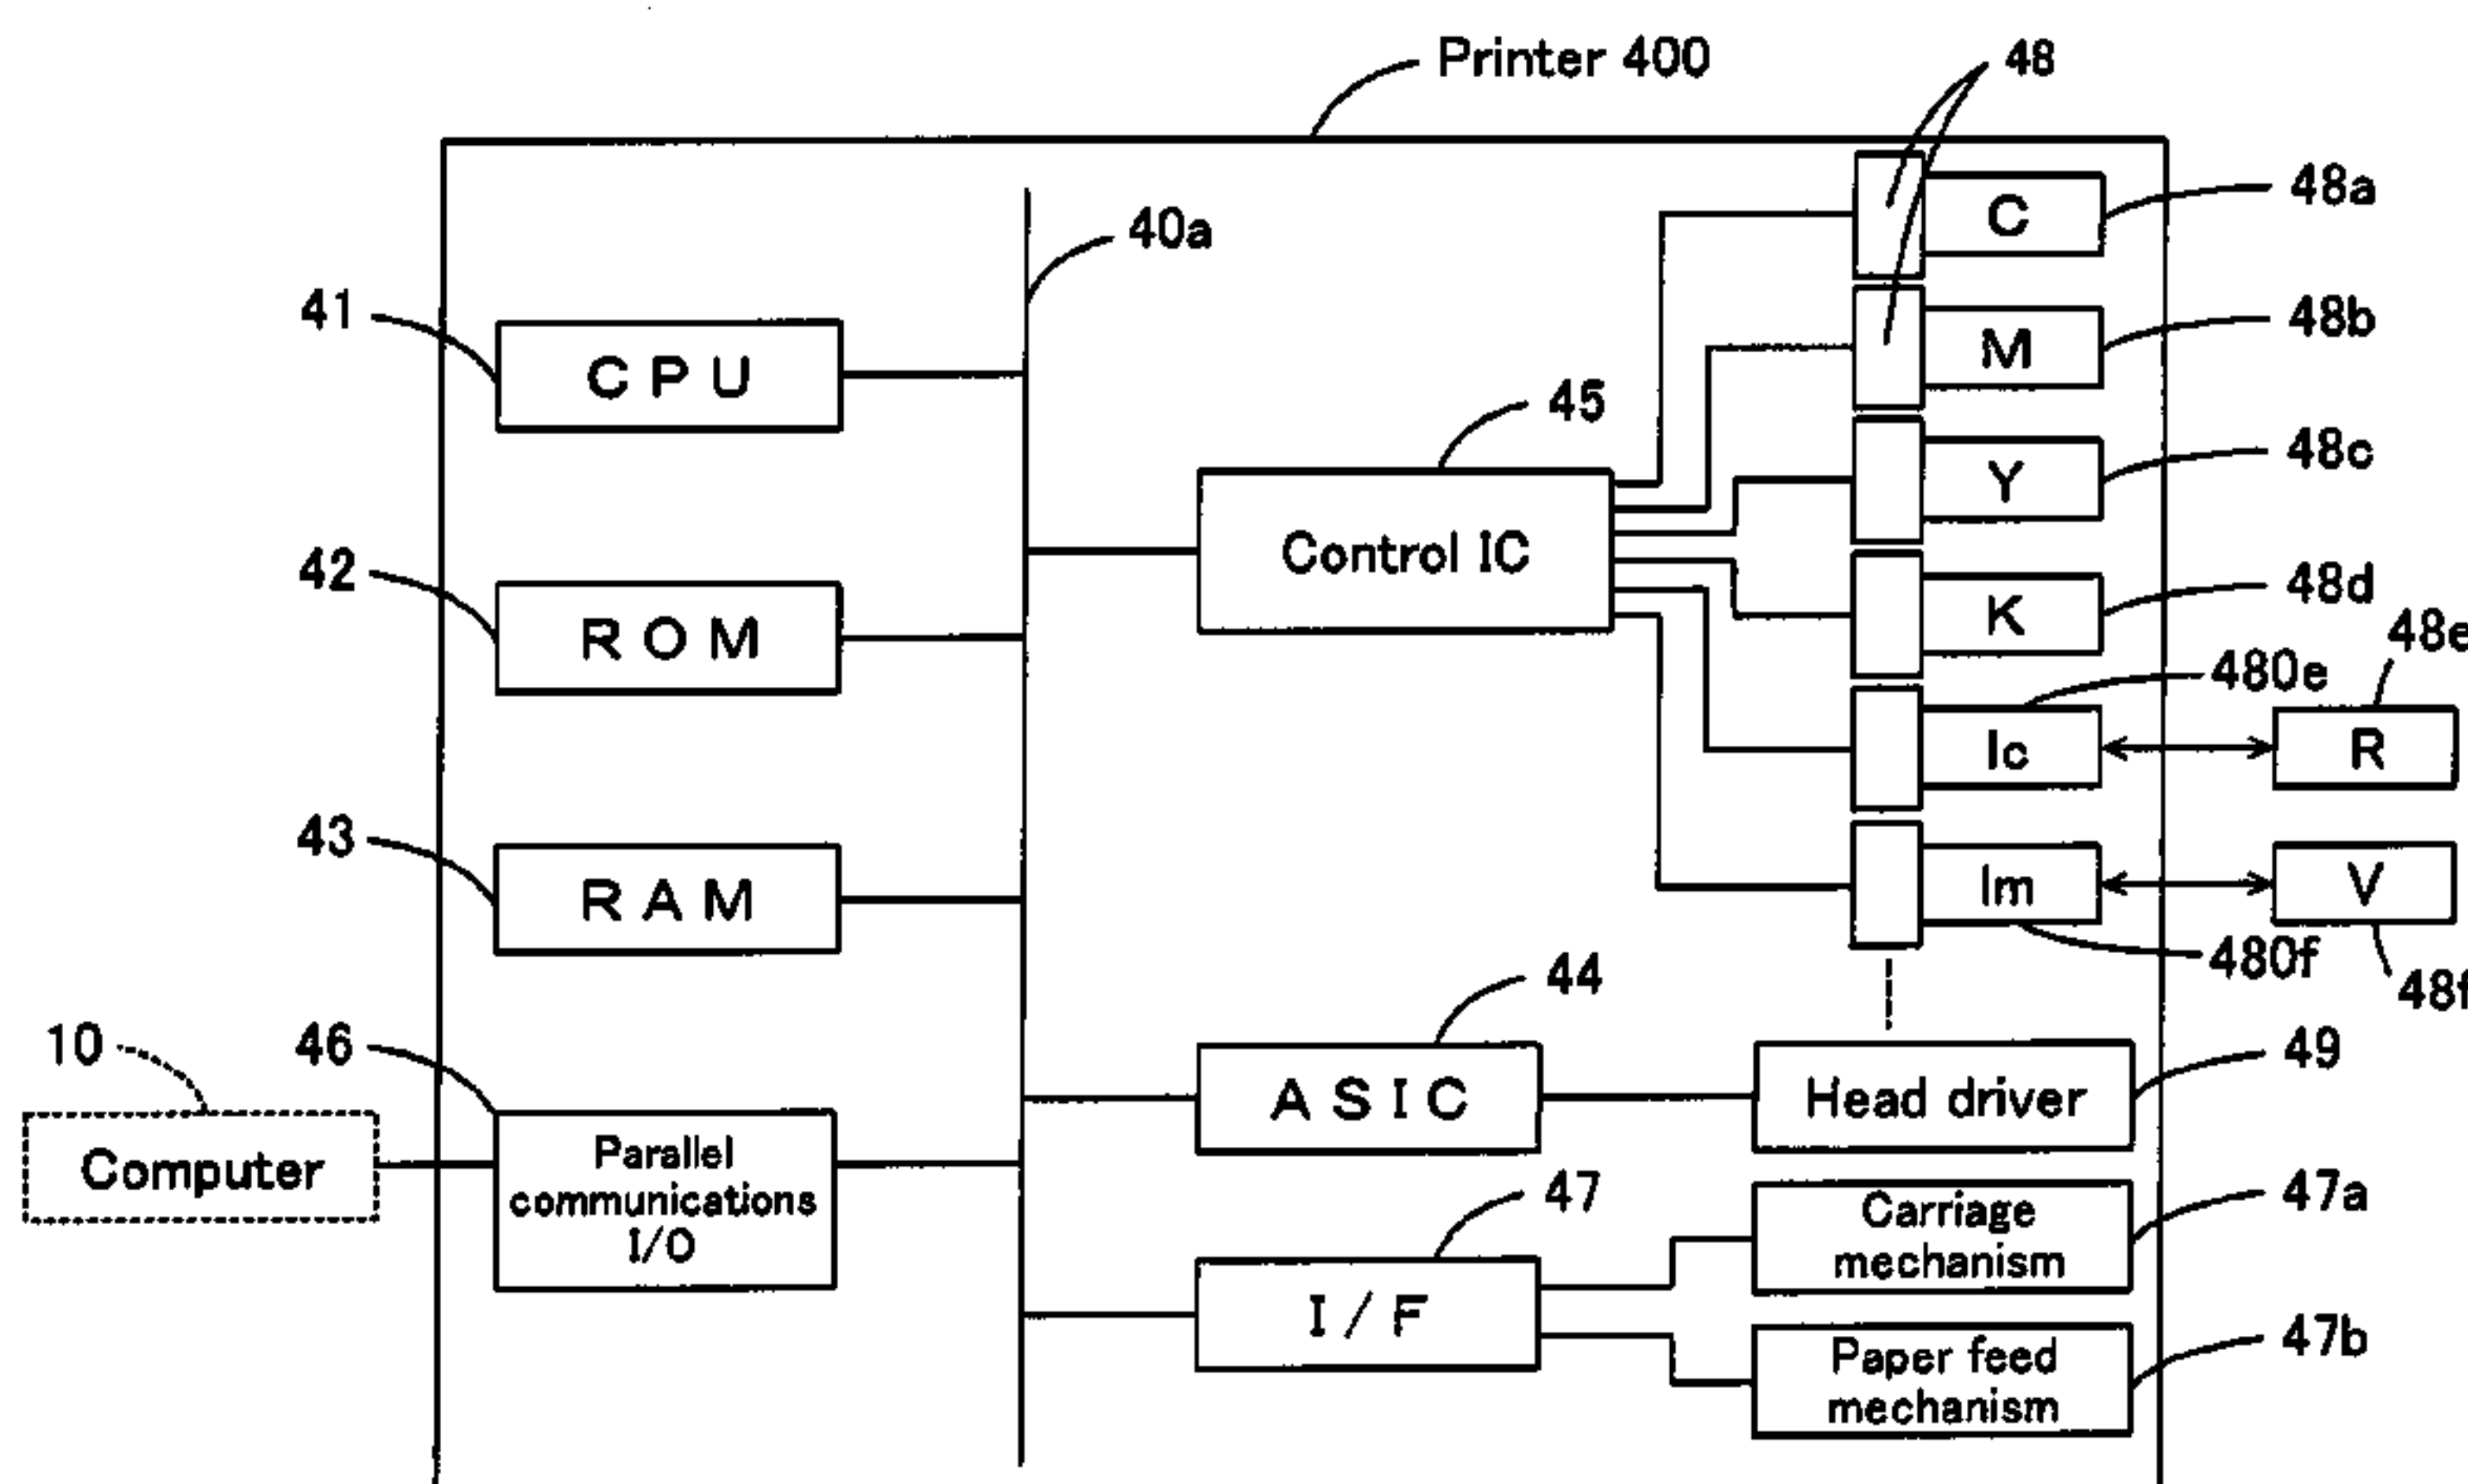 Printer 400
48
48a
C
40a
48b
M
41
CPU
45
48c
Y
Control IC
42
ROM
48d
K
48e
480e
lc
R
43
RAM
lm
V
480f
48f
44
10
46
49
Computer
Parallel
communications
I/O
ASIC
Head driver
47
47a
Carriage
mechanism
I/F
47b
Paper feed
mechanism